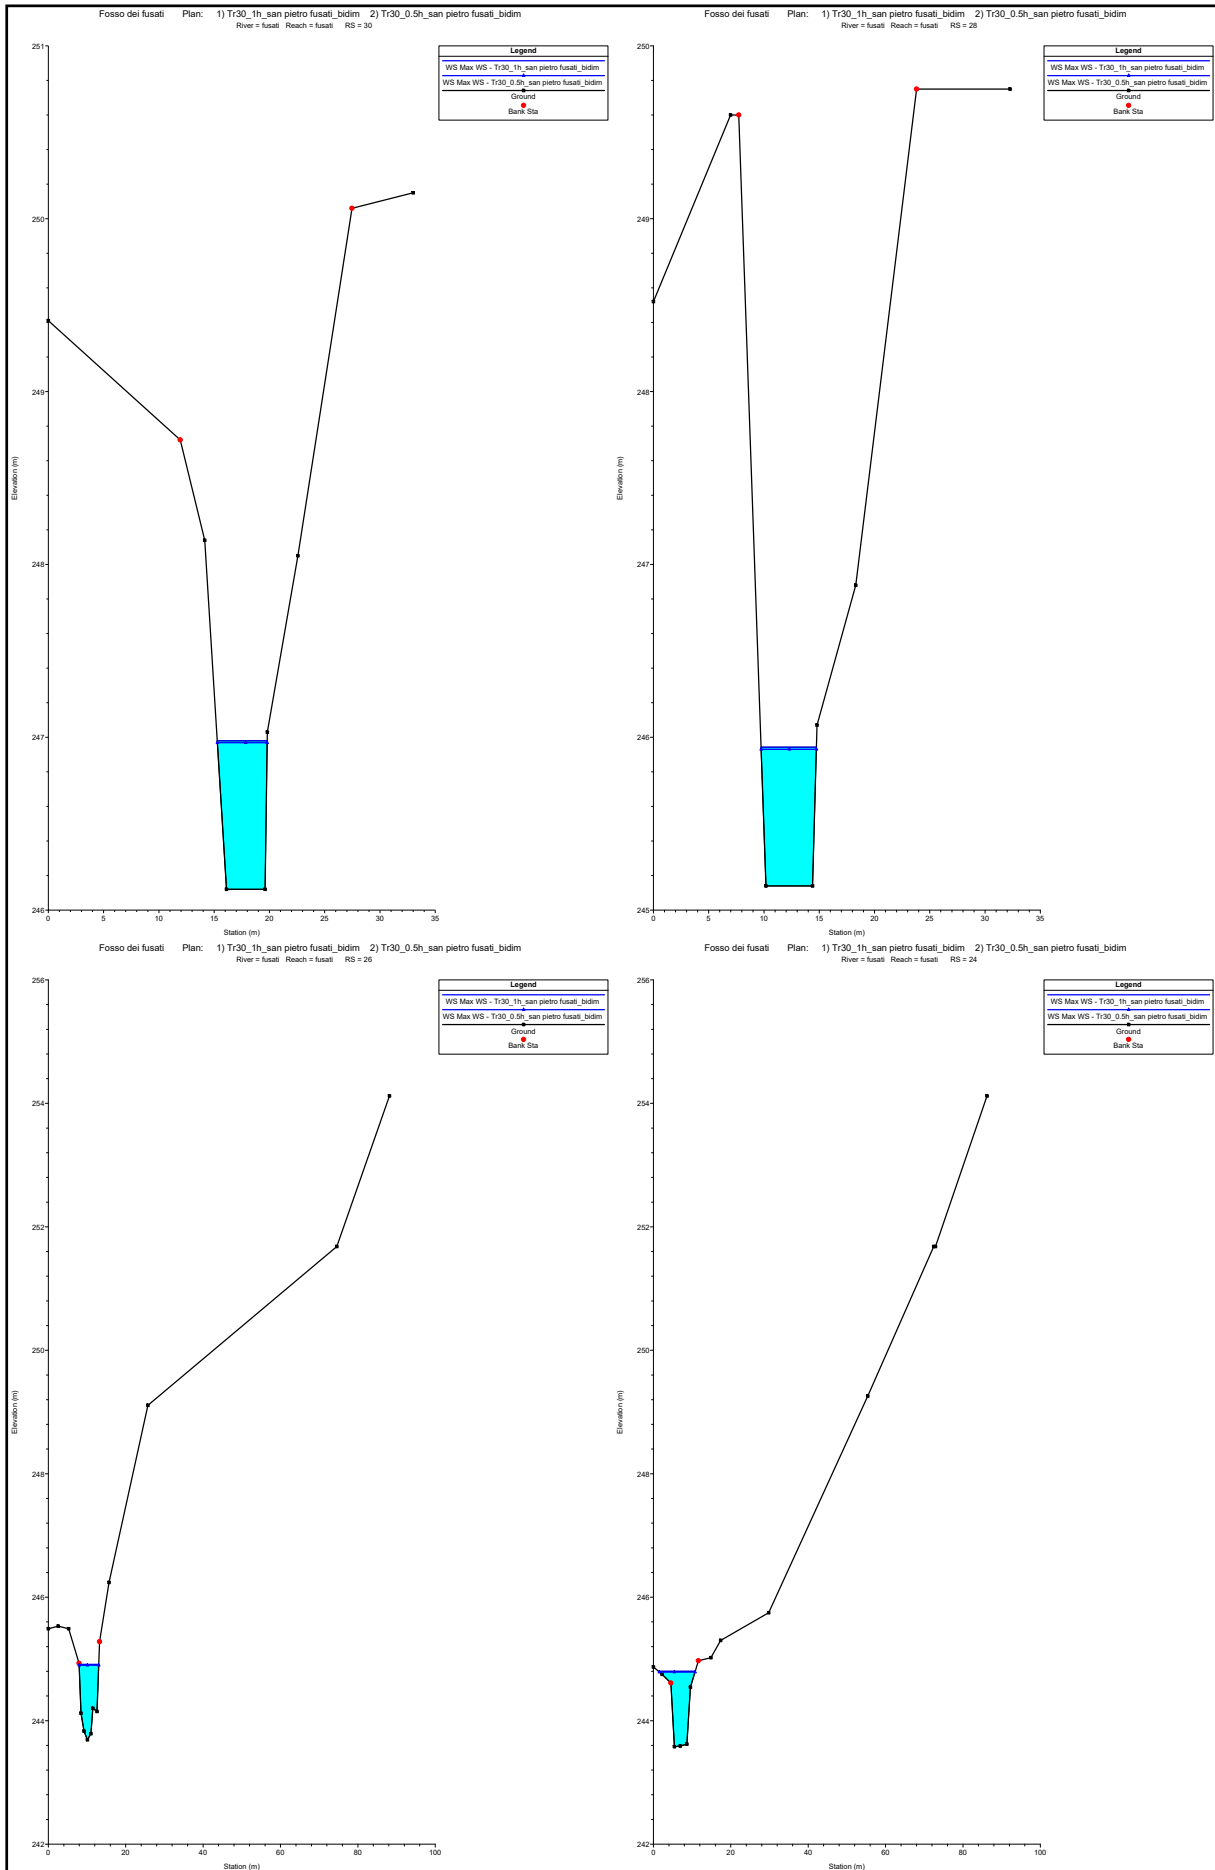 Fosso dei fusati Plan: 1) Tr30_1h_san pietro fusati_bidim 2) Tr30_0.5h_san pietro fusati_bidim
River = fusati Reach = fusati RS = 30
Legend
WS Max WS - Tr30_1h_san pietro fusati_bidim
WS Max WS - Tr30_0.5h_san pietro fusati_bidim
Ground
Bank Sta
251
250
249
248
247
246
Elevation (m)
0 5 10 15 20 25 30 35
Station (m)
Fosso dei fusati Plan: 1) Tr30_1h_san pietro fusati_bidim 2) Tr30_0.5h_san pietro fusati_bidim
River = fusati Reach = fusati RS = 28
Legend
WS Max WS - Tr30_1h_san pietro fusati_bidim
WS Max WS - Tr30_0.5h_san pietro fusati_bidim
Ground
Bank Sta
250
249
248
247
246
245
Elevation (m)
0 5 10 15 20 25 30 35
Station (m)
Fosso dei fusati Plan: 1) Tr30_1h_san pietro fusati_bidim 2) Tr30_0.5h_san pietro fusati_bidim
River = fusati Reach = fusati RS = 26
Legend
WS Max WS - Tr30_1h_san pietro fusati_bidim
WS Max WS - Tr30_0.5h_san pietro fusati_bidim
Ground
Bank Sta
256
254
252
250
248
246
244
242
Elevation (m)
0 20 40 60 80 100
Station (m)
Fosso dei fusati Plan: 1) Tr30_1h_san pietro fusati_bidim 2) Tr30_0.5h_san pietro fusati_bidim
River = fusati Reach = fusati RS = 24
Legend
WS Max WS - Tr30_1h_san pietro fusati_bidim
WS Max WS - Tr30_0.5h_san pietro fusati_bidim
Ground
Bank Sta
256
254
252
250
248
246
244
242
Elevation (m)
0 20 40 60 80 100
Station (m)